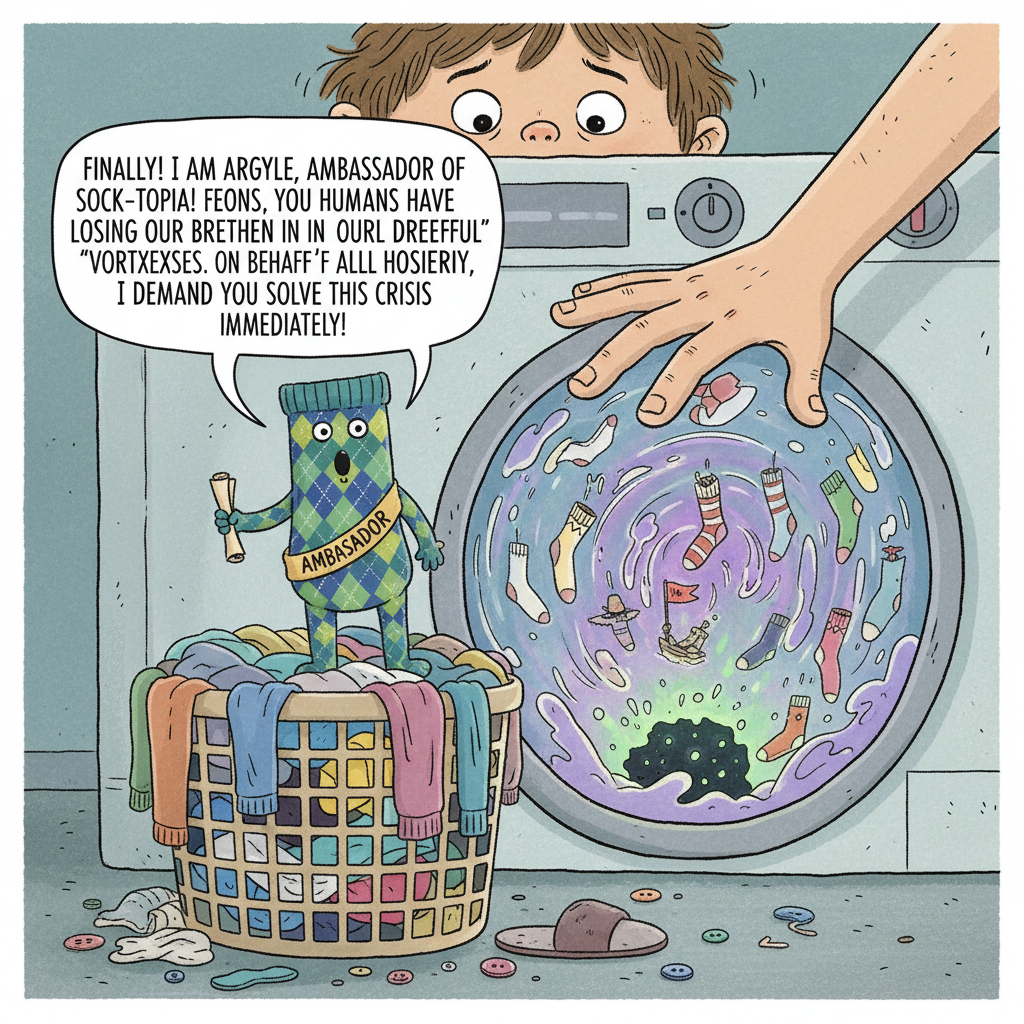 FINALLY! I AM ARGYLE, AMBASSADOR OF
SOCK-TOPIA! FEONS, YOU HUMANS HAVE
LOSING OUR BRETHEN IN IN OURL DREEFFUL"
"VORTXEXSES. ON BEHAFF'F ALLL HOSIERIY,
I DEMAND YOU SOLVE THIS CRISIS
IMMEDIATELY!
AMBASADOR